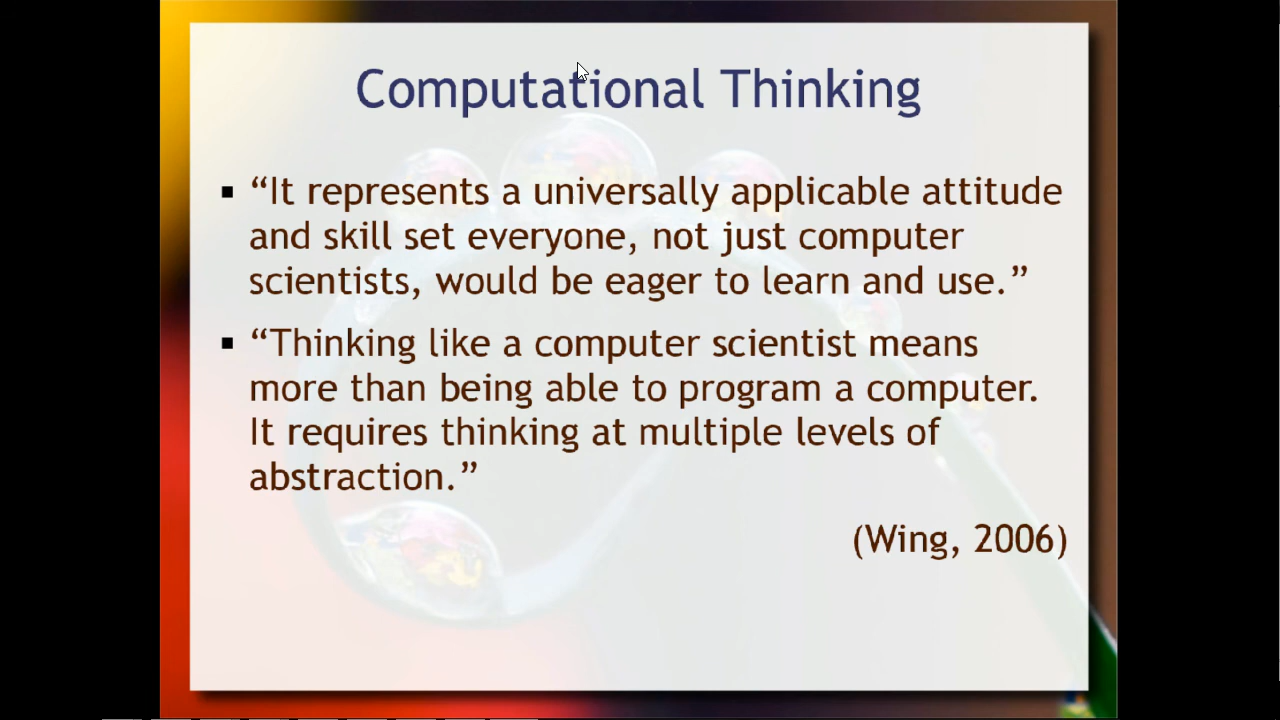 Computational Thinking
▪ “It represents a universally applicable attitude
and skill set everyone, not just computer
scientists, would be eager to learn and use.”
▪ “Thinking like a computer scientist means
more than being able to program a computer.
It requires thinking at multiple levels of
abstraction.”
(Wing, 2006)